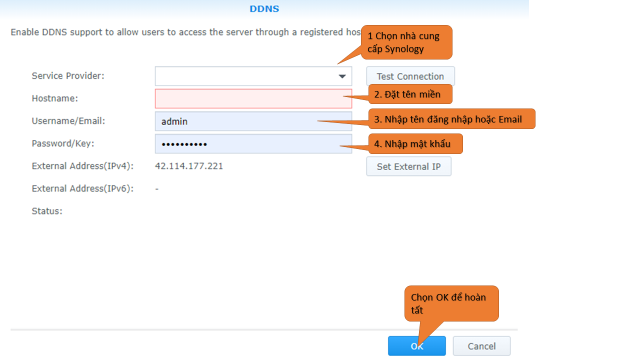 DDNS
Enable DDNS support to allow users to access the server through a registered
1 Chọn nhà cung
cấp Synology
Service Provider:
Test Connection
Hostname:
2. Đặt tên miền
Username/Email: admin
3. Nhập tên đăng nhập hoặc Email
Password/Key: ••••••••••
4. Nhập mật khẩu
External Address(IPv4): 42.114.177.221
Set External IP
External Address(IPv6): -
Status:
Chọn OK để hoàn
tất
OK
Cancel